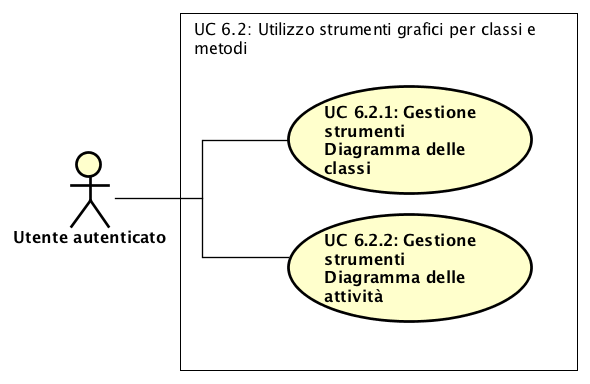 UC 6.2: Utilizzo strumenti grafici per classi e
metodi
UC 6.2.1: Gestione
strumenti
Diagramma delle
classi
Utente autenticato
UC 6.2.2: Gestione
strumenti
Diagramma delle
attività